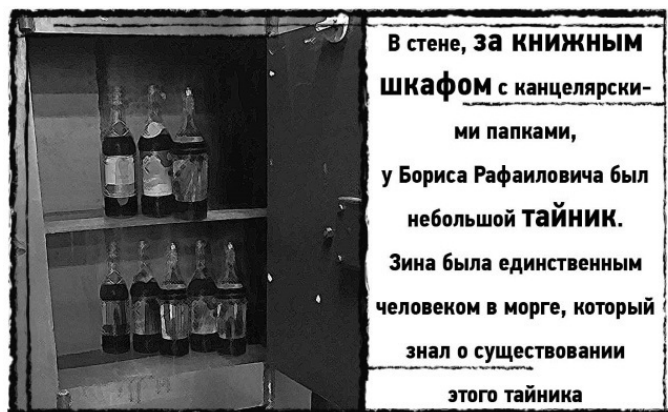 В стене, за книжным
шкафом с канцелярски-
ми папками,
у Бориса Рафаиловича был
небольшой тайник.
Зина была единственным
человеком в морге, который
знал о существовании
этого тайника